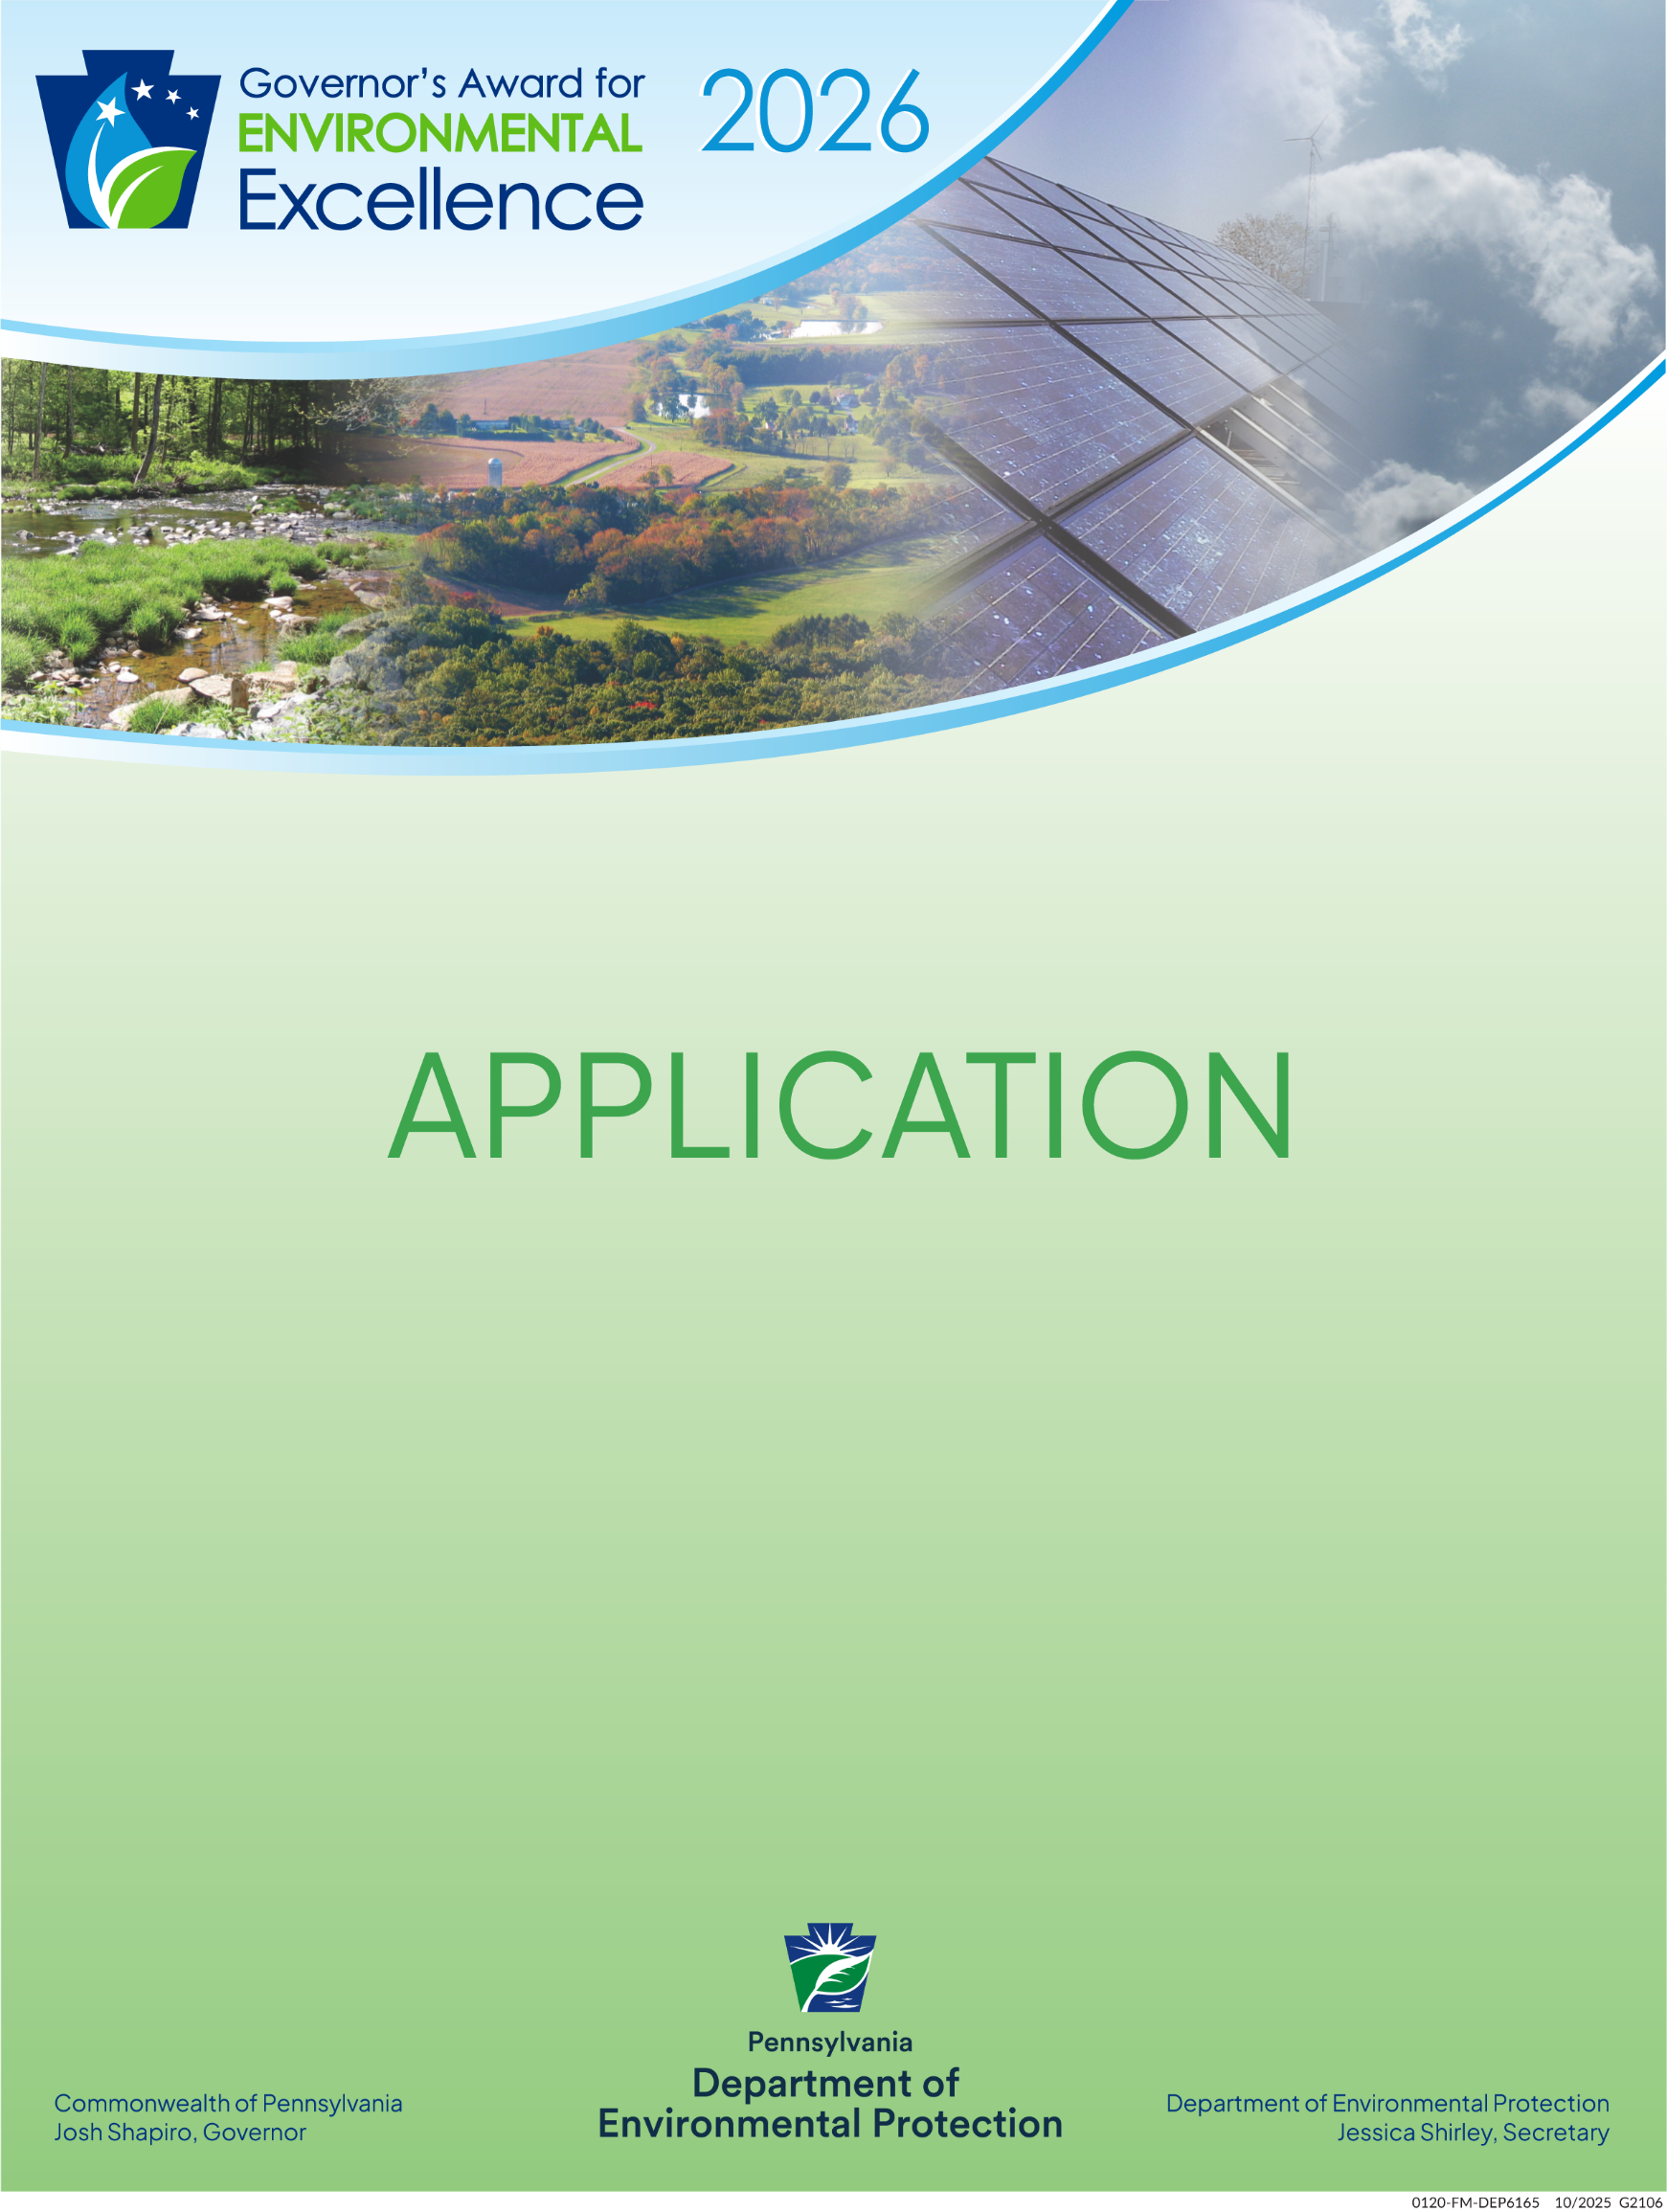 Governor's Award for
ENVIRONMENTAL
Excellence
2026
APPLICATION
Pennsylvania
Department of
Environmental Protection
Commonwealth of Pennsylvania
Josh Shapiro, Governor
Department of Environmental Protection
Jessica Shirley, Secretary
0120-FM-DEP6165 10/2025 G2106